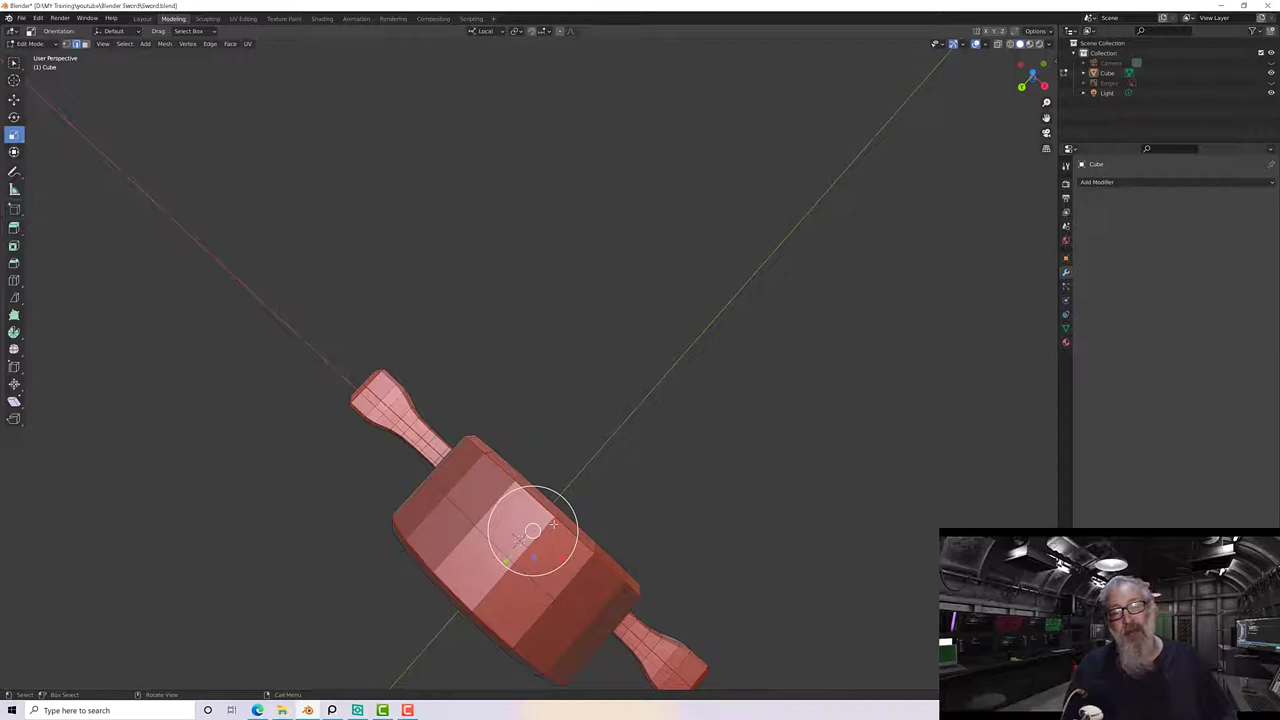 Blender* [D:\MY Training\youtube\Blender Sword\Sword.blend]
File Edit Render Window Help Layout Modeling Sculpting UV Editing Texture Paint Shading Animation Rendering Compositing Scripting +
Scene
View Layer
Orientation: Default Drag: Select Box
Local
X Y Z Options
Edit Mode View Select Add Mesh Vertex Edge Face UV
User Perspective
(1) Cube
Scene Collection
Collection
Camera
Cube
Empty
Light
Y
X
Cube
Add Modifier
Select Box Select Rotate View Call Menu
Type here to search